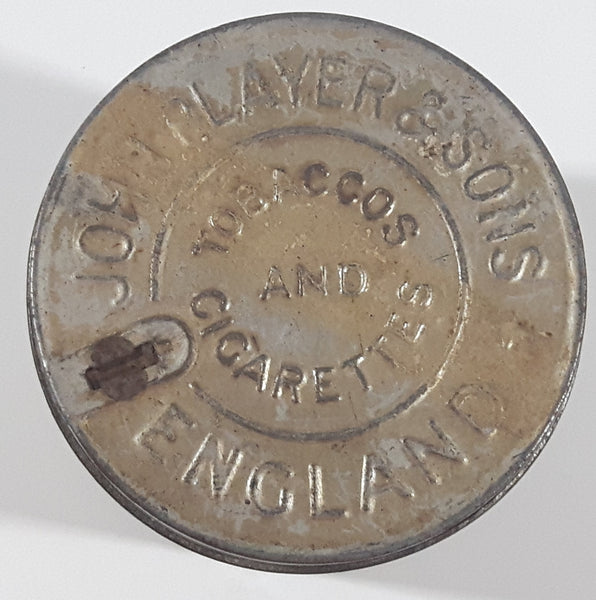 JOHN PLAYER & SONS
TOBACCOS
AND
CIGARETTES
ENGLAND